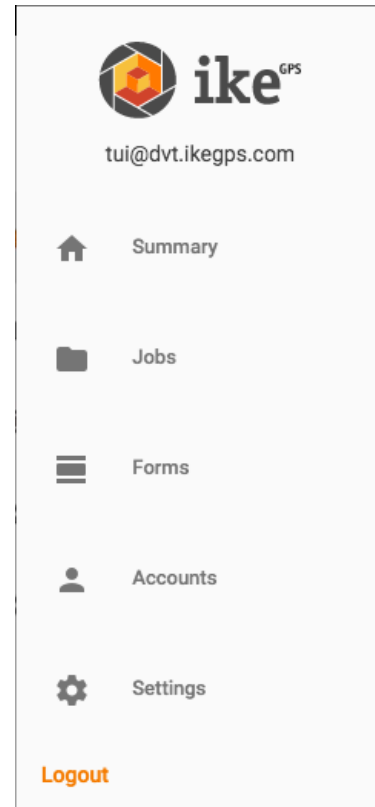 ike GPS
tui@dvt.ikegps.com
Summary
Jobs
Forms
Accounts
Settings
Logout